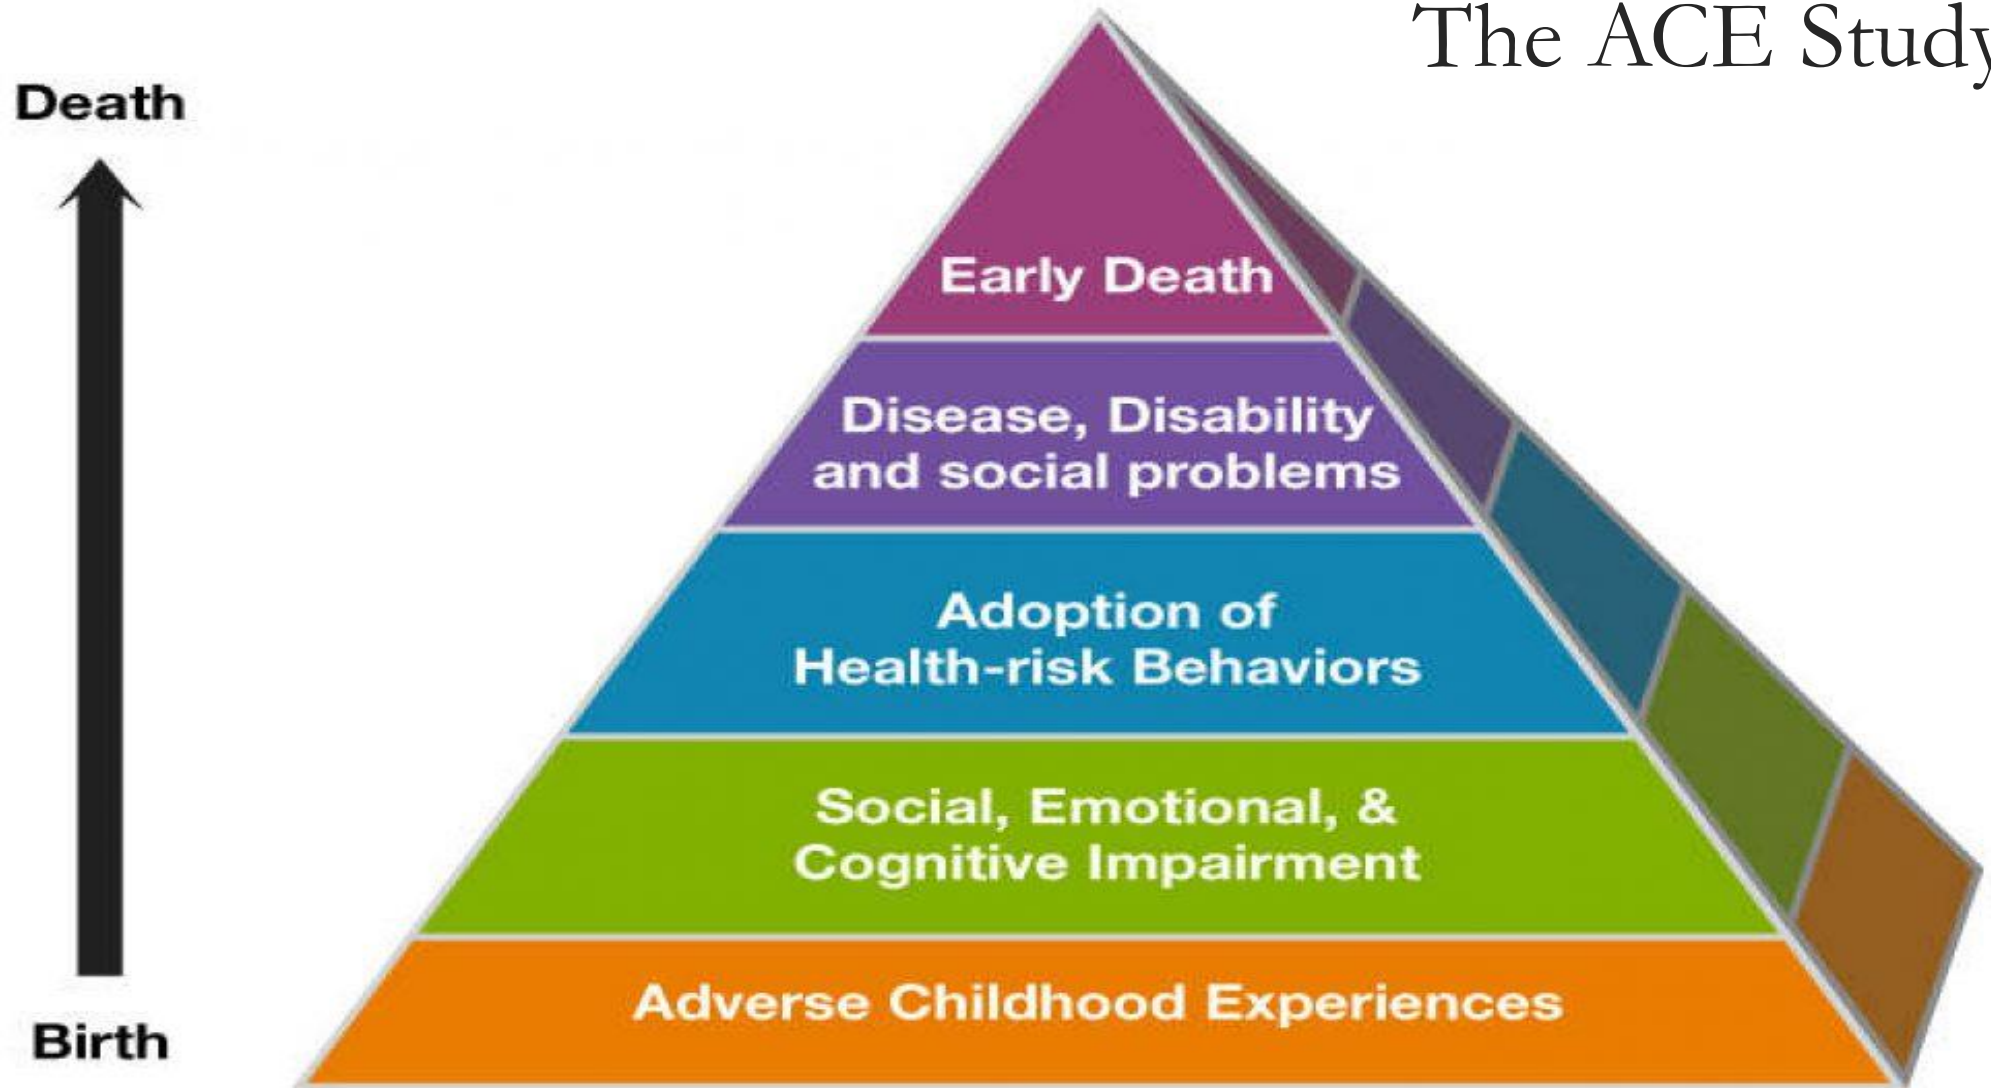 The ACE Study
Death
Early Death
Disease, Disability
and social problems
Adoption of
Health-risk Behaviors
Social, Emotional, &
Cognitive Impairment
Adverse Childhood Experiences
Birth